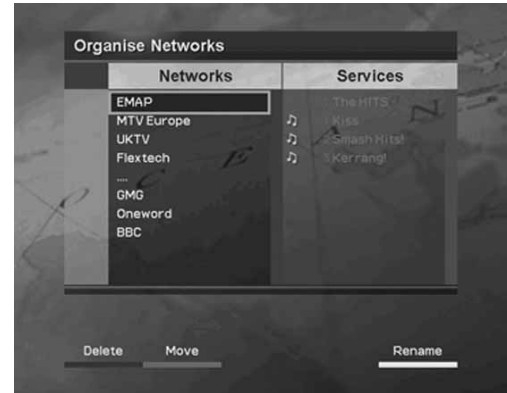 Organise Networks
Networks
Services
EMAP
MTV Europe
UKTV
Flextech
....
GMG
Oneword
BBC
The HITS
Kiss
Smash Hits!
Kerrang!
Delete
Move
Rename